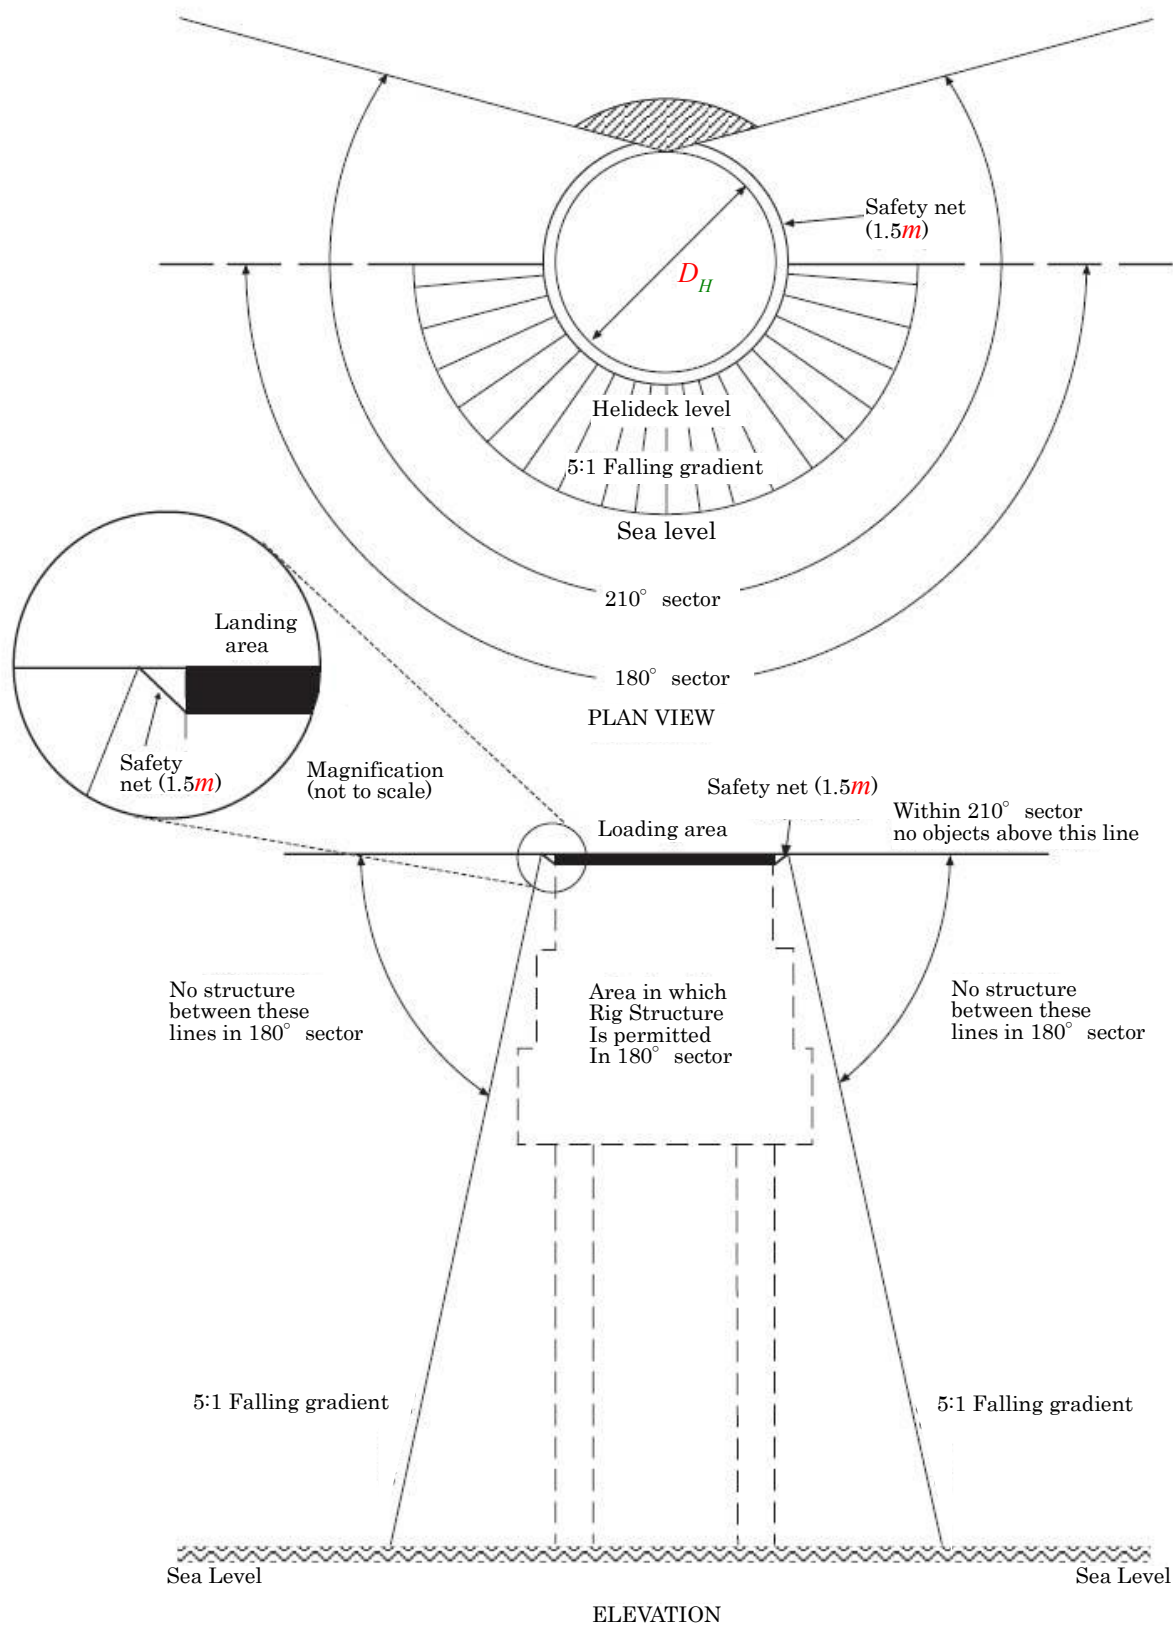 Safety net
(1.5m)
D_H
Helideck level
5:1 Falling gradient
Sea level
210° sector
180° sector
PLAN VIEW
Landing
area
Safety
net (1.5m)
Magnification
(not to scale)
Safety net (1.5m)
Loading area
Within 210° sector
no objects above this line
No structure
between these
lines in 180° sector
Area in which
Rig Structure
Is permitted
In 180° sector
No structure
between these
lines in 180° sector
5:1 Falling gradient
5:1 Falling gradient
Sea Level
Sea Level
ELEVATION